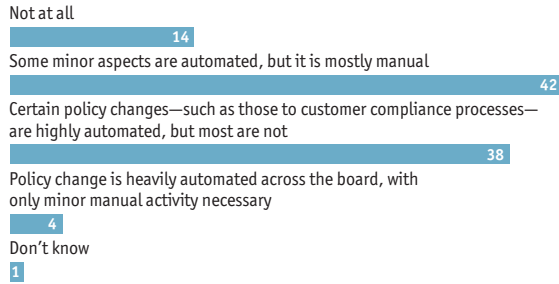 Not at all
14
Some minor aspects are automated, but it is mostly manual
42
Certain policy changes—such as those to customer compliance processes—
are highly automated, but most are not
38
Policy change is heavily automated across the board, with
only minor manual activity necessary
4
Don’t know
1